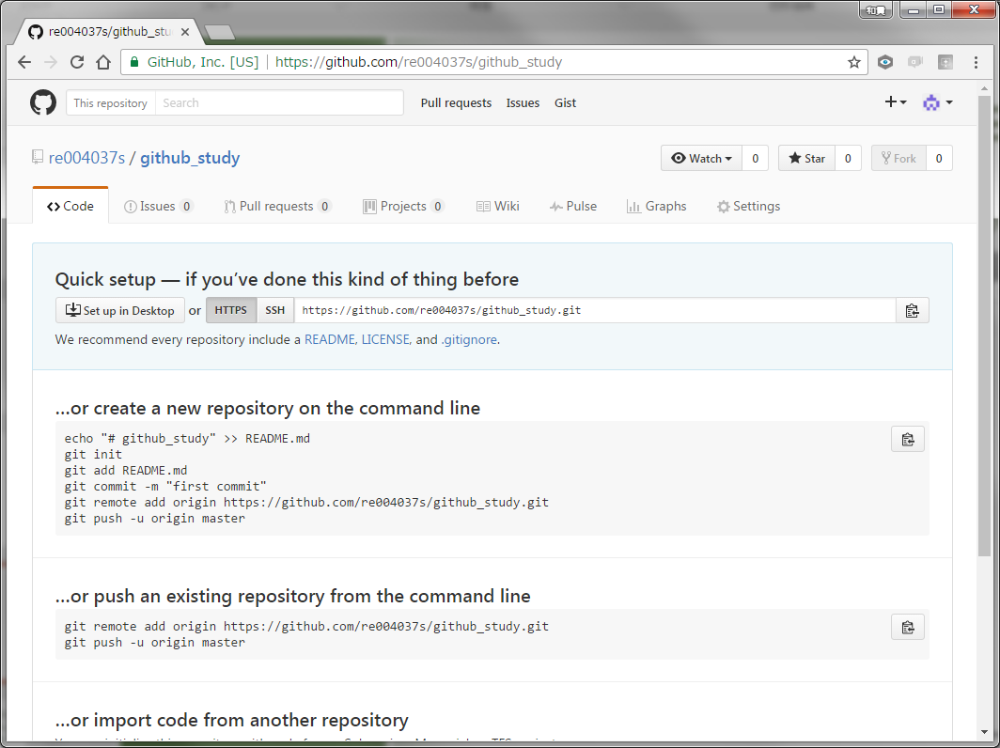 和真
re004037s/github_stu
GitHub, Inc. [US] | https://github.com/re004037s/github_study
This repository Search Pull requests Issues Gist
re004037s / github_study Watch 0 Star 0 Fork 0
Code Issues 0 Pull requests 0 Projects 0 Wiki Pulse Graphs Settings
Quick setup — if you’ve done this kind of thing before
Set up in Desktop or HTTPS SSH https://github.com/re004037s/github_study.git
We recommend every repository include a README, LICENSE, and .gitignore.
…or create a new repository on the command line
echo "# github_study" >> README.md
git init
git add README.md
git commit -m "first commit"
git remote add origin https://github.com/re004037s/github_study.git
git push -u origin master
…or push an existing repository from the command line
git remote add origin https://github.com/re004037s/github_study.git
git push -u origin master
…or import code from another repository